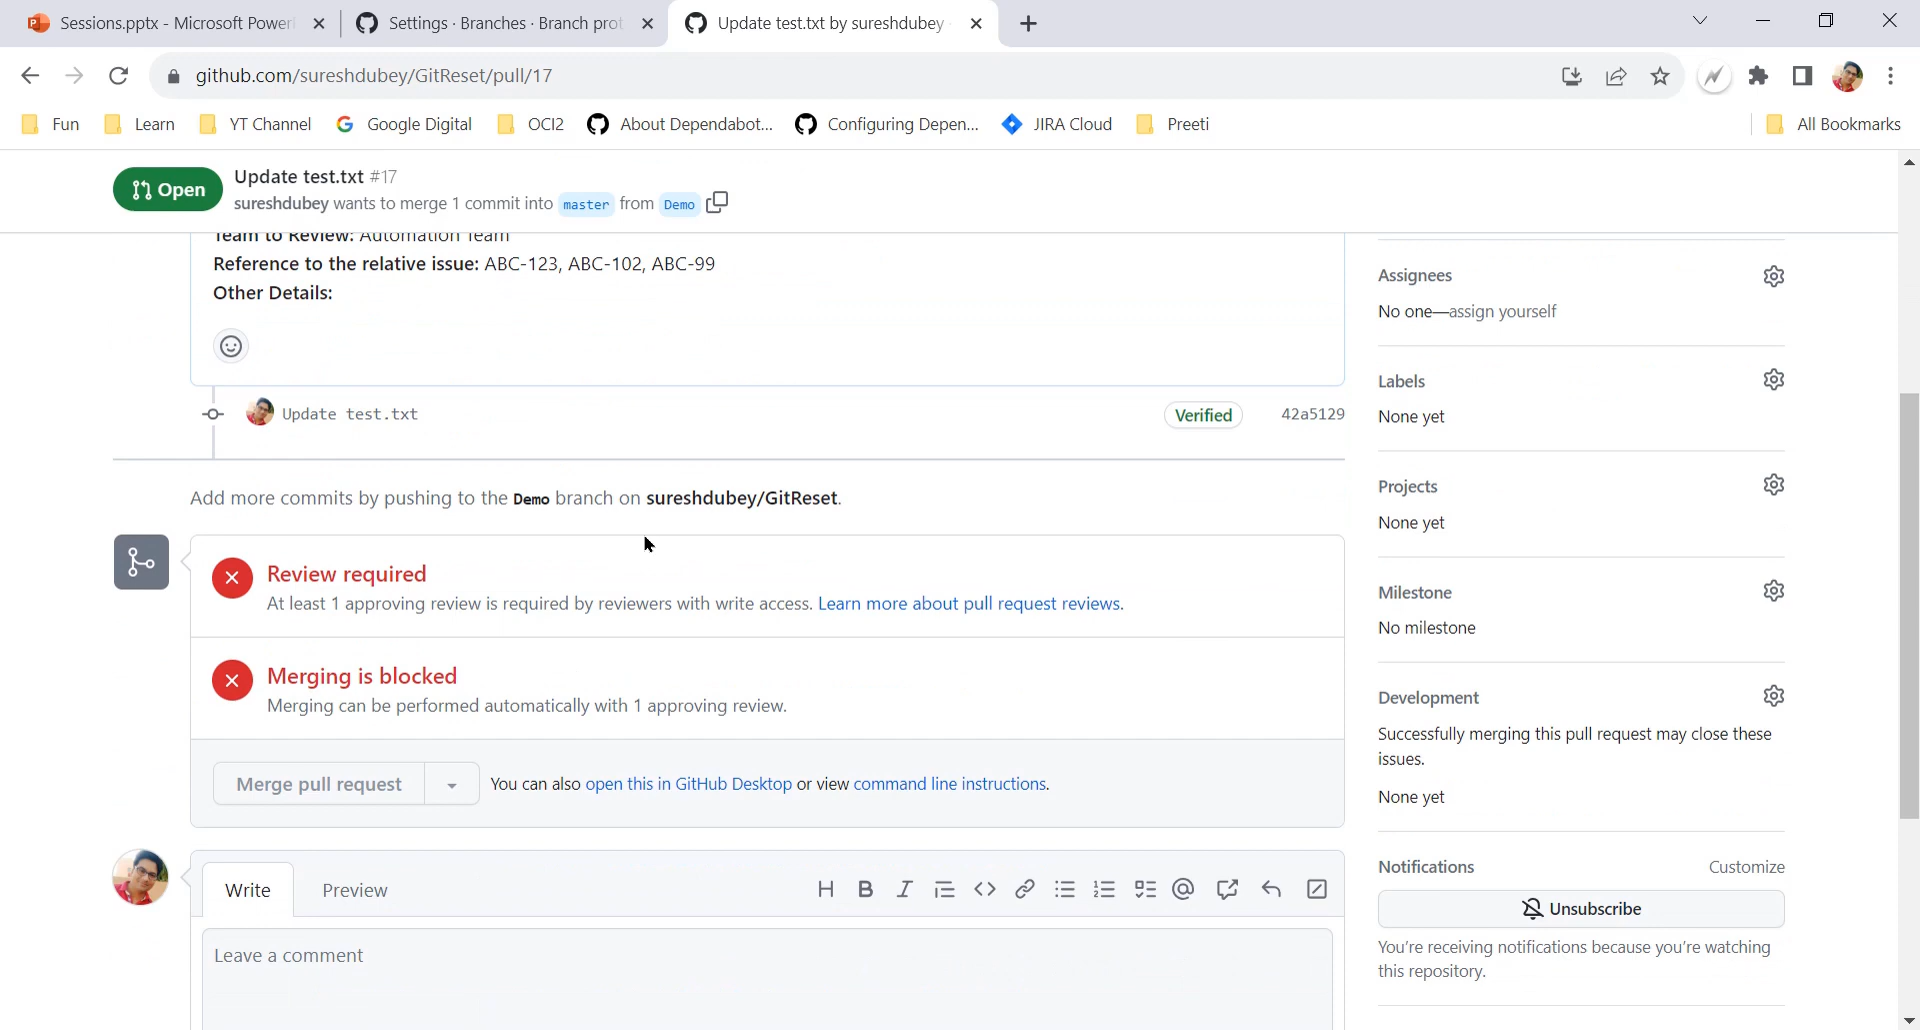 Sessions.pptx - Microsoft Power
Settings · Branches · Branch prot
Update test.txt by sureshdubey
github.com/sureshdubey/GitReset/pull/17
Fun
Learn
YT Channel
Google Digital
OCI2
About Dependabot...
Configuring Depen...
JIRA Cloud
Preeti
All Bookmarks
Open
Update test.txt #17
sureshdubey wants to merge 1 commit into master from Demo
Team to Review: Automation Team
Reference to the relative issue: ABC-123, ABC-102, ABC-99
Other Details:
Update test.txt
Verified
42a5129
Add more commits by pushing to the Demo branch on sureshdubey/GitReset.
Review required
At least 1 approving review is required by reviewers with write access. Learn more about pull request reviews.
Merging is blocked
Merging can be performed automatically with 1 approving review.
Merge pull request
You can also open this in GitHub Desktop or view command line instructions.
Write
Preview
Leave a comment
Assignees
No one—assign yourself
Labels
None yet
Projects
None yet
Milestone
No milestone
Development
Successfully merging this pull request may close these
issues.
None yet
Notifications
Customize
Unsubscribe
You're receiving notifications because you're watching
this repository.